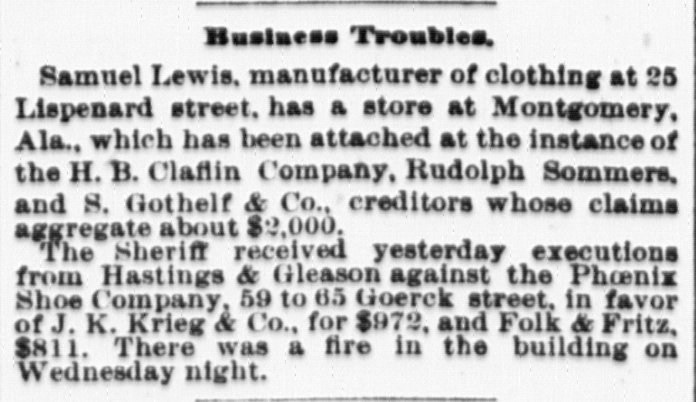 Business Troubles.
Samuel Lewis, manufacturer of clothing at 25
Lispenard street, has a store at Montgomery,
Ala., which has been attached at the instance of
the H. B. Claflin Company, Rudolph Sommers,
and S. Gothelf & Co., creditors whose claims
aggregate about $2,000.
The Sheriff received yesterday executions
from Hastings & Gleason against the Phœnix
Shoe Company, 59 to 65 Goerck street, in favor
of J. K. Krieg & Co., for $972, and Folk & Fritz,
$811. There was a fire in the building on
Wednesday night.